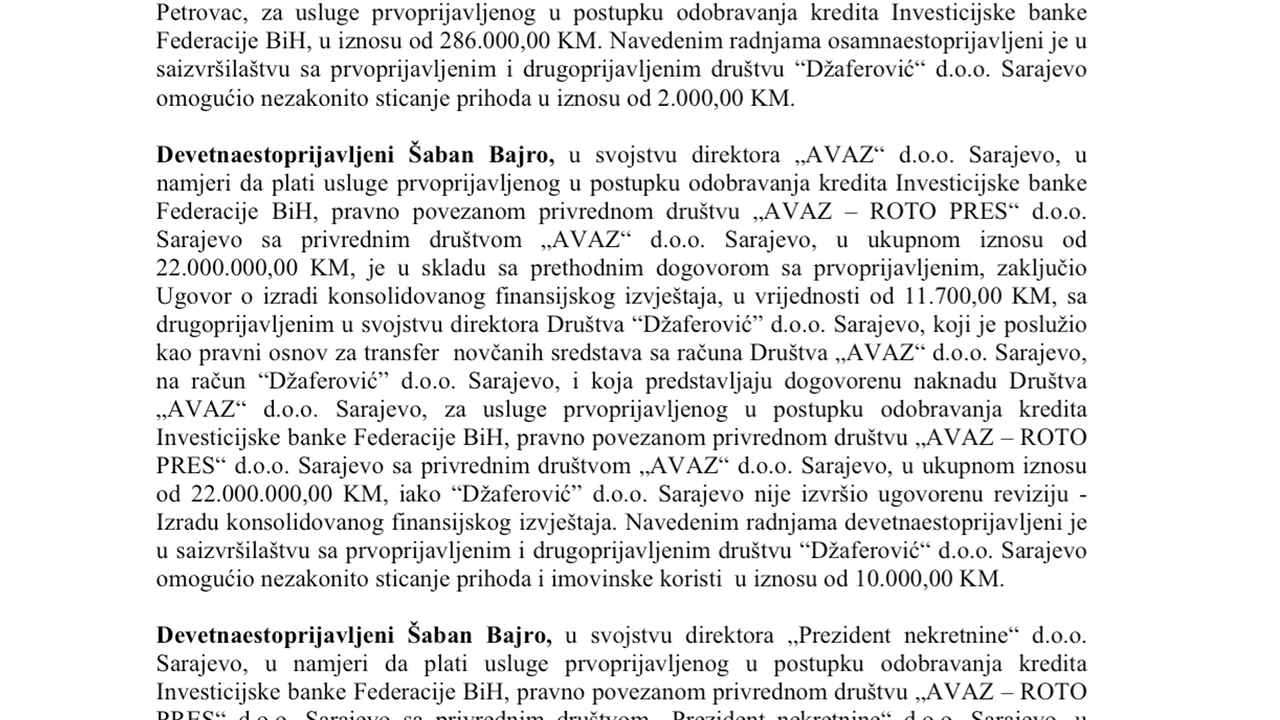 Petrovac, za usluge prvoprijavljenog u postupku odobravanja kredita Investicijske banke
Federacije BiH, u iznosu od 286.000,00 KM. Navedenim radnjama osamnaestoprijavljeni je u
saizvršilaštvu sa prvoprijavljenim i drugoprijavljenim društvu “Džaferović“ d.o.o. Sarajevo
omogućio nezakonito sticanje prihoda u iznosu od 2.000,00 KM.
Devetnaestoprijavljeni Šaban Bajro, u svojstvu direktora „AVAZ“ d.o.o. Sarajevo, u
namjeri da plati usluge prvoprijavljenog u postupku odobravanja kredita Investicijske banke
Federacije BiH, pravno povezanom privrednom društvu „AVAZ – ROTO PRES“ d.o.o.
Sarajevo sa privrednim društvom „AVAZ“ d.o.o. Sarajevo, u ukupnom iznosu od
22.000.000,00 KM, je u skladu sa prethodnim dogovorom sa prvoprijavljenim, zaključio
Ugovor o izradi konsolidovanog finansijskog izvještaja, u vrijednosti od 11.700,00 KM, sa
drugoprijavljenim u svojstvu direktora Društva “Džaferović” d.o.o. Sarajevo, koji je poslužio
kao pravni osnov za transfer  novčanih sredstava sa računa Društva „AVAZ“ d.o.o. Sarajevo,
na račun “Džaferović” d.o.o. Sarajevo, i koja predstavljaju dogovorenu naknadu Društva
„AVAZ“ d.o.o. Sarajevo, za usluge prvoprijavljenog u postupku odobravanja kredita
Investicijske banke Federacije BiH, pravno povezanom privrednom društvu „AVAZ – ROTO
PRES“ d.o.o. Sarajevo sa privrednim društvom „AVAZ“ d.o.o. Sarajevo, u ukupnom iznosu
od 22.000.000,00 KM, iako “Džaferović” d.o.o. Sarajevo nije izvršio ugovorenu reviziju -
Izradu konsolidovanog finansijskog izvještaja. Navedenim radnjama devetnaestoprijavljeni je
u saizvršilaštvu sa prvoprijavljenim i drugoprijavljenim društvu “Džaferović“ d.o.o. Sarajevo
omogućio nezakonito sticanje prihoda i imovinske koristi  u iznosu od 10.000,00 KM.
Devetnaestoprijavljeni Šaban Bajro, u svojstvu direktora „Prezident nekretnine“ d.o.o.
Sarajevo, u namjeri da plati usluge prvoprijavljenog u postupku odobravanja kredita
Investicijske banke Federacije BiH, pravno povezanom privrednom društvu „AVAZ – ROTO
PRES“ d.o.o. Sarajevo sa privrednim društvom „Prezident nekretnine“ d.o.o. Sarajevo, u